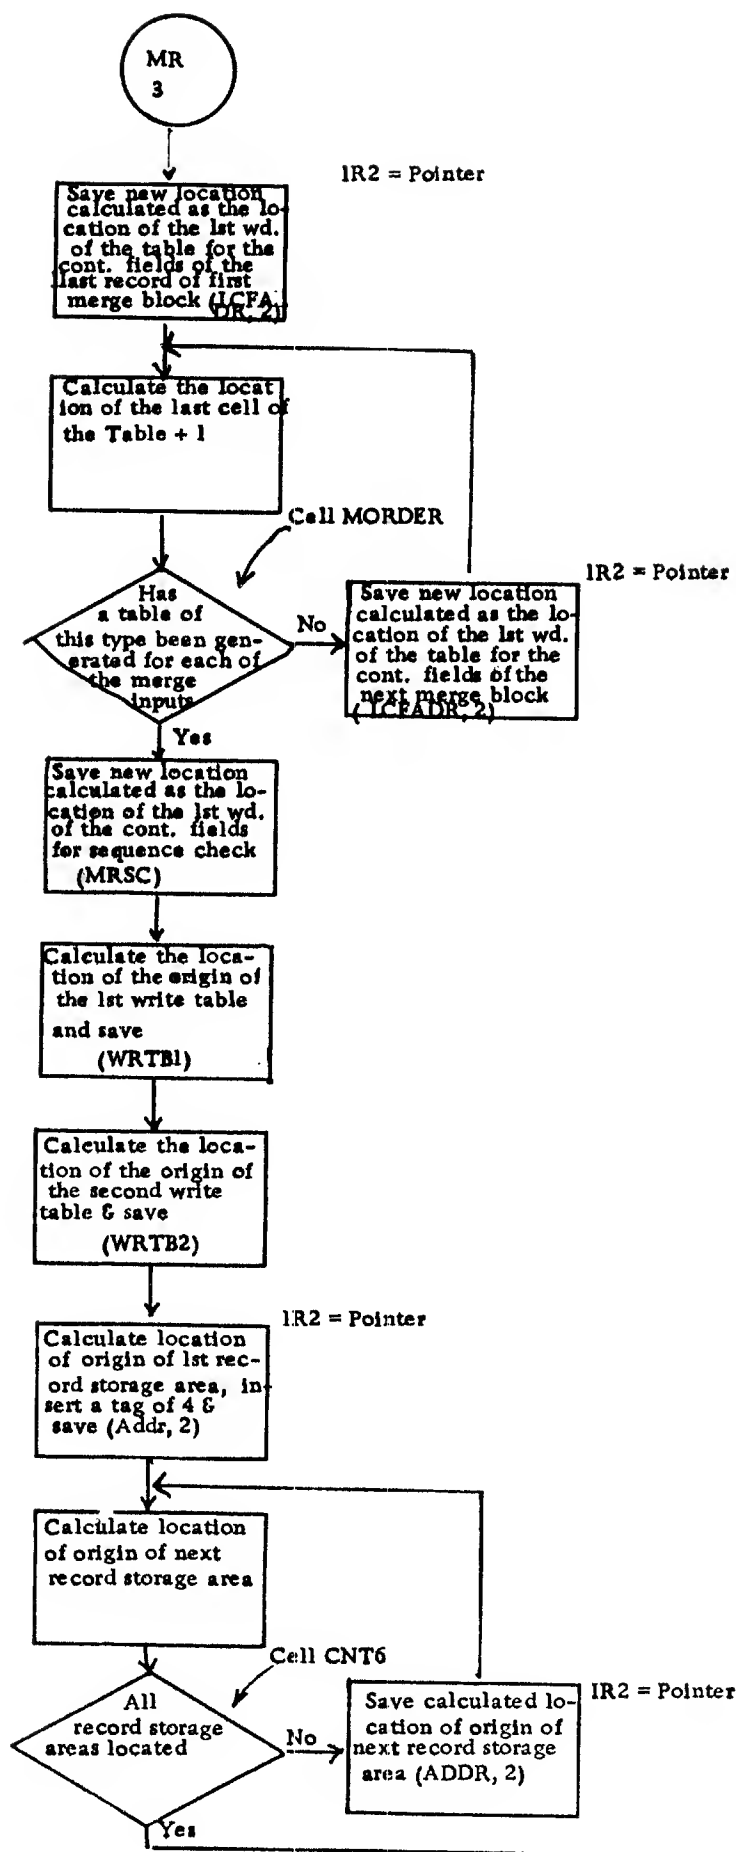 MR
3
IR2 = Pointer
Save new location
calculated as the lo-
cation of the 1st wd.
of the table for the
cont. fields of the
last record of first
merge block (LCFA
DR, 2)
Calculate the locat
ion of the last cell of
the Table + 1
Cell MORDER
Has
a table of
this type been gen-
erated for each of
the merge
inputs
No
IR2 = Pointer
Save new location
calculated as the lo-
cation of the 1st wd.
of the table for the
cont. fields of the
next merge block
( LCFADR, 2)
Yes
Save new location
calculated as the lo-
cation of the 1st wd.
of the cont. fields
for sequence check
(MRSC)
Calculate the loca-
tion of the origin of
the 1st write table
and save
(WRTB1)
Calculate the loca-
tion of the origin of
the second write
table & save
(WRTB2)
IR2 = Pointer
Calculate location
of origin of 1st rec-
ord storage area, in-
sert a tag of 4 &
save (Addr, 2)
Calculate location
of origin of next
record storage area
Cell CNT6
All
record storage
areas located
No
IR2 = Pointer
Save calculated lo-
cation of origin of
next record storage
area (ADDR, 2)
Yes